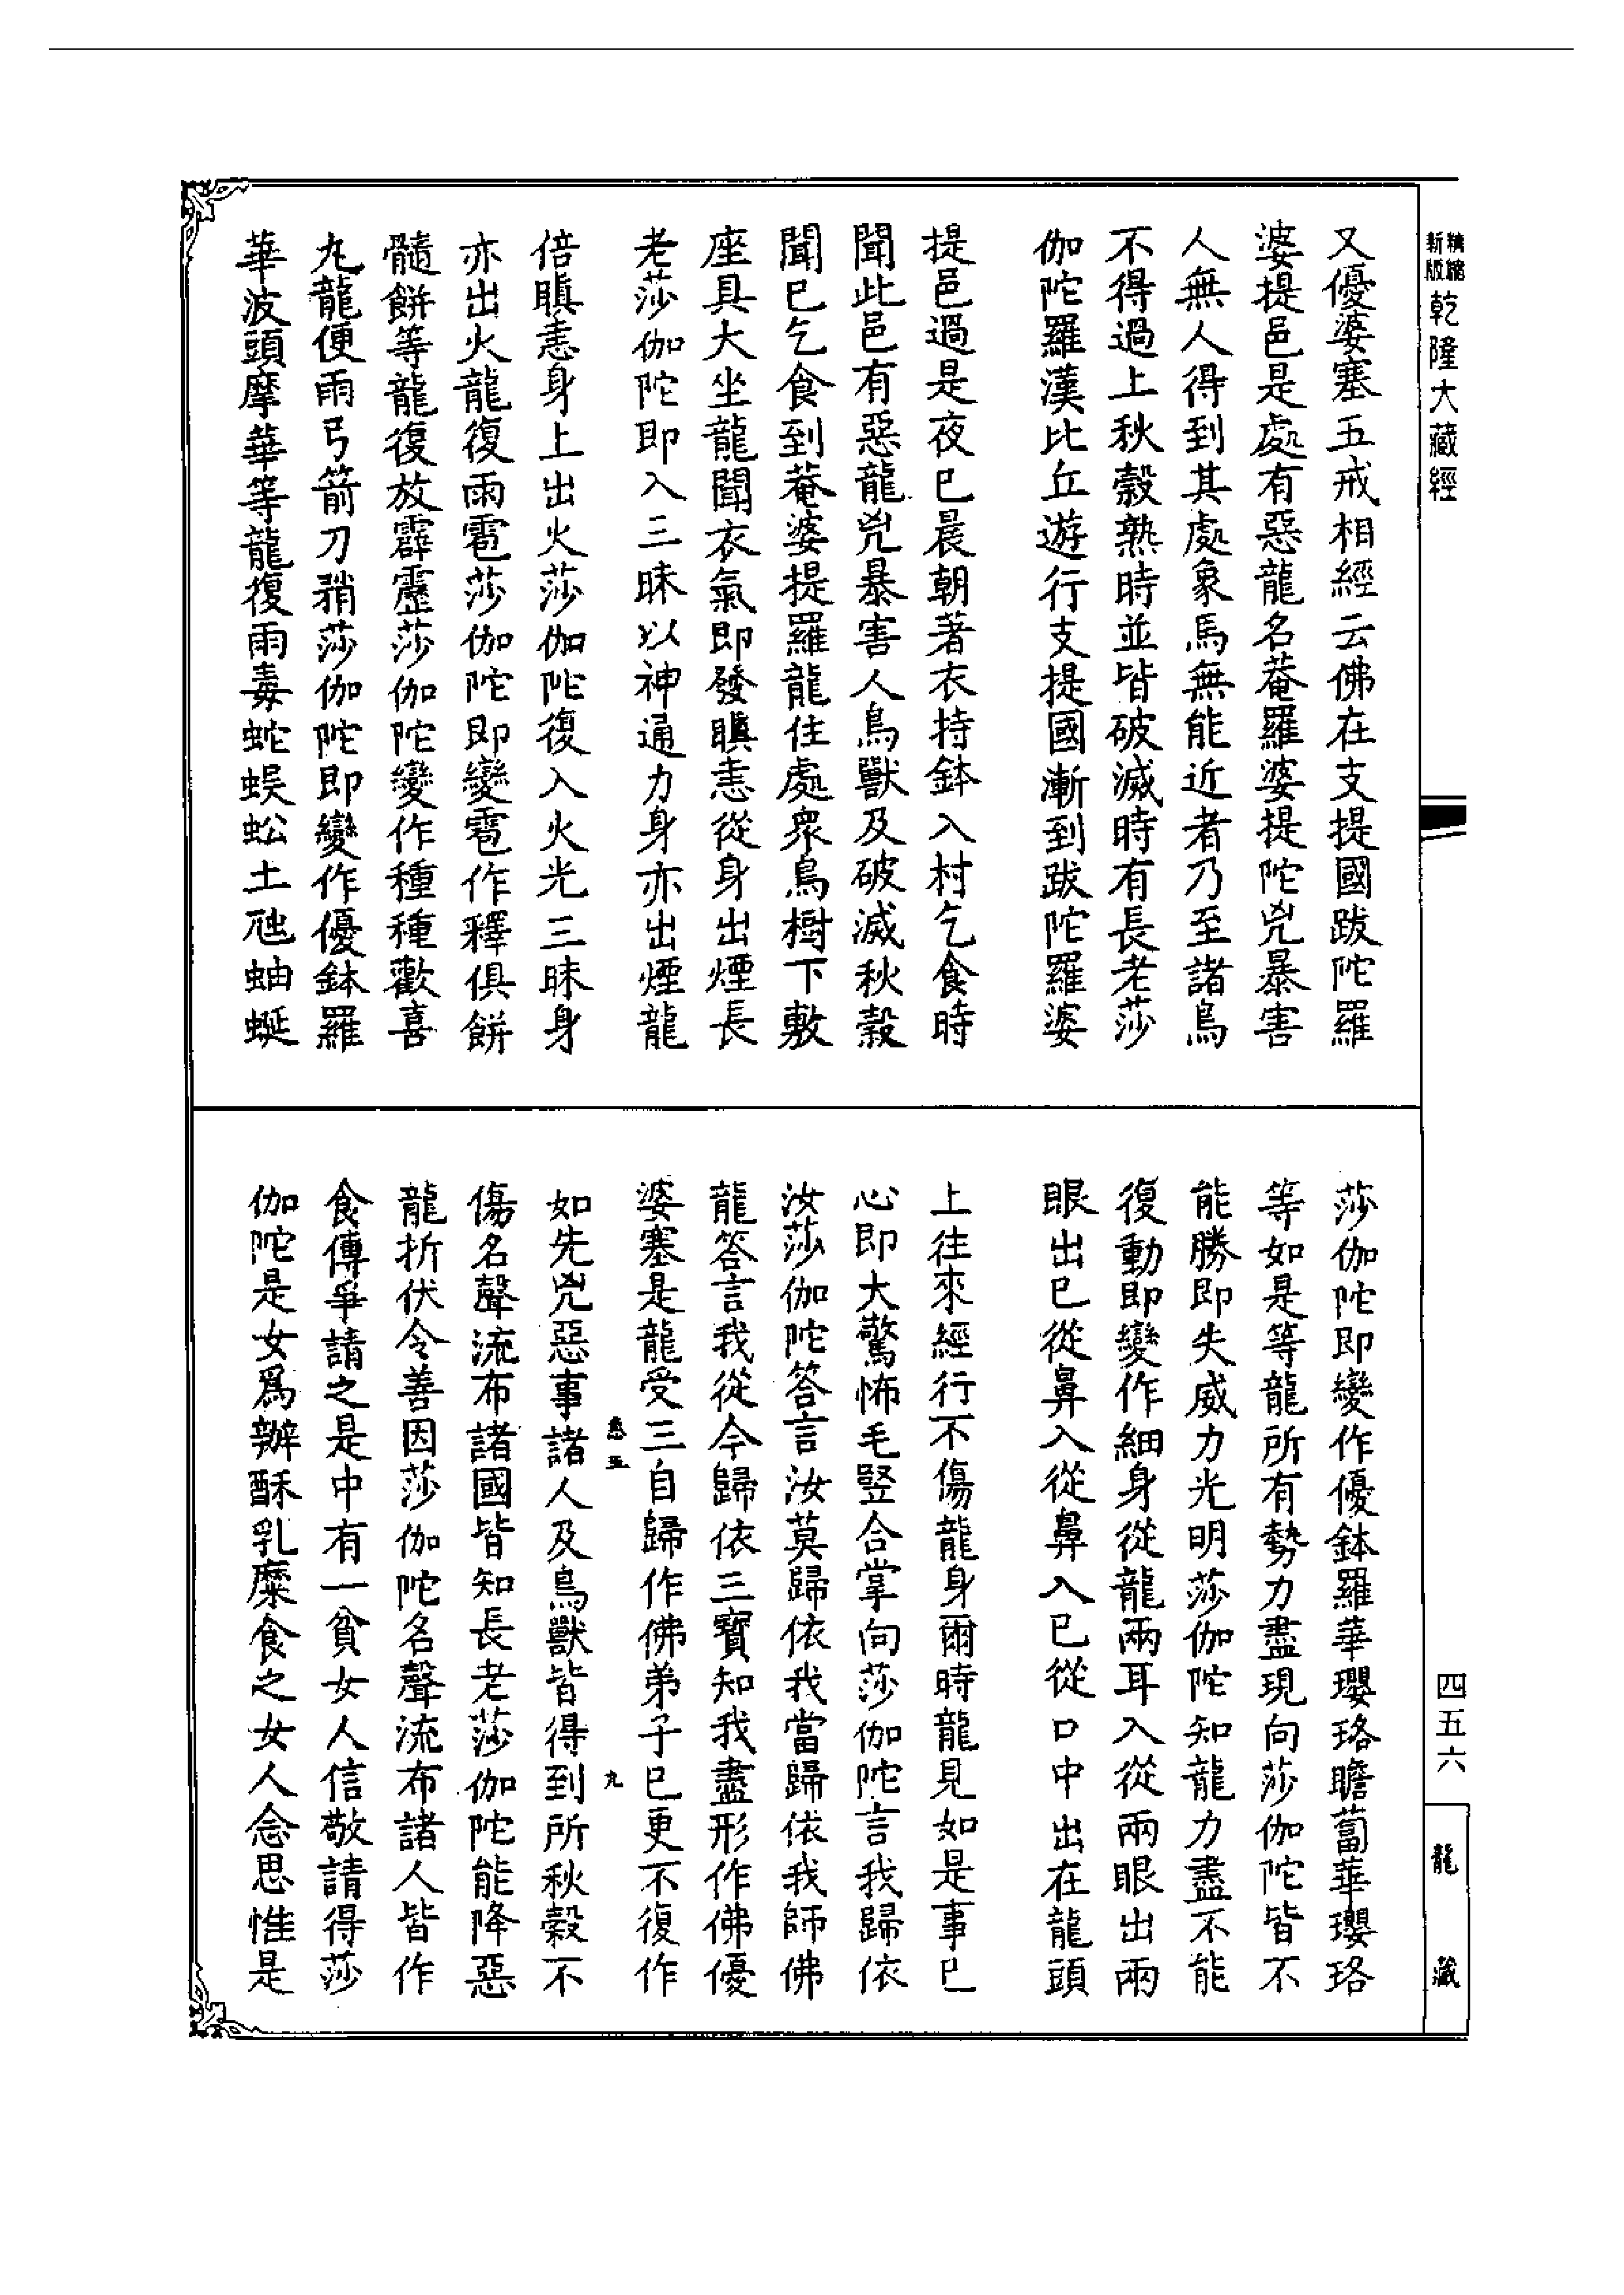 精縮新版乾隆大藏經
又優婆塞五戒相經云佛在支提國跋陀羅
婆提邑是處有惡龍名菴羅婆提陀兇暴害
人無人得到其處象馬無能近者乃至諸鳥
不得過上秋穀熟時並皆破滅時有長老莎
伽陀羅漢比丘遊行支提國漸到跋陀羅婆
提邑過是夜已晨朝著衣持鉢入村乞食時
聞此邑有惡龍兇暴害人鳥獸及破滅秋穀
聞已乞食到菴婆提羅龍住處眾鳥樹下敷
座具大坐龍聞衣氣即發瞋恚從身出煙長
老莎伽陀即入三昧以神通力身亦出煙龍
倍瞋恚身上出火莎伽陀復入火光三昧身
亦出火龍復雨雹莎伽陀即變雹作釋俱餅
髓餅等龍復放霹靂莎伽陀變作種種歡喜
丸龍便雨弓箭刀矟莎伽陀即變作優鉢羅
華波頭摩華等龍復雨毒蛇蜈蚣土虺蚰蜒
莎伽陀即變作優鉢羅華瓔珞瞻蔔華瓔珞
等如是等龍所有勢力盡現向莎伽陀皆不
能勝即失威力光明莎伽陀知龍力盡不能
復動即變作細身從龍兩耳入從兩眼出兩
眼出已從鼻入從鼻入已從口中出在龍頭
上往來經行不傷龍身爾時龍見如是事已
心即大驚怖毛竪合掌向莎伽陀言我歸依
汝莎伽陀答言汝莫歸依我當歸依我師佛
龍答言我從今歸依三寶知我盡形作佛優
婆塞是龍受三自歸作佛弟子已更不復作
如先兇惡事諸人及鳥獸皆得到所秋穀不
傷名聲流布諸國皆知長老莎伽陀能降惡
龍折伏令善因莎伽陀名聲流布諸人皆作
食傳爭請之是中有一貧女人信敬請得莎
伽陀是女爲辦酥乳糜食之女人念思惟是
九
四五六
龍藏